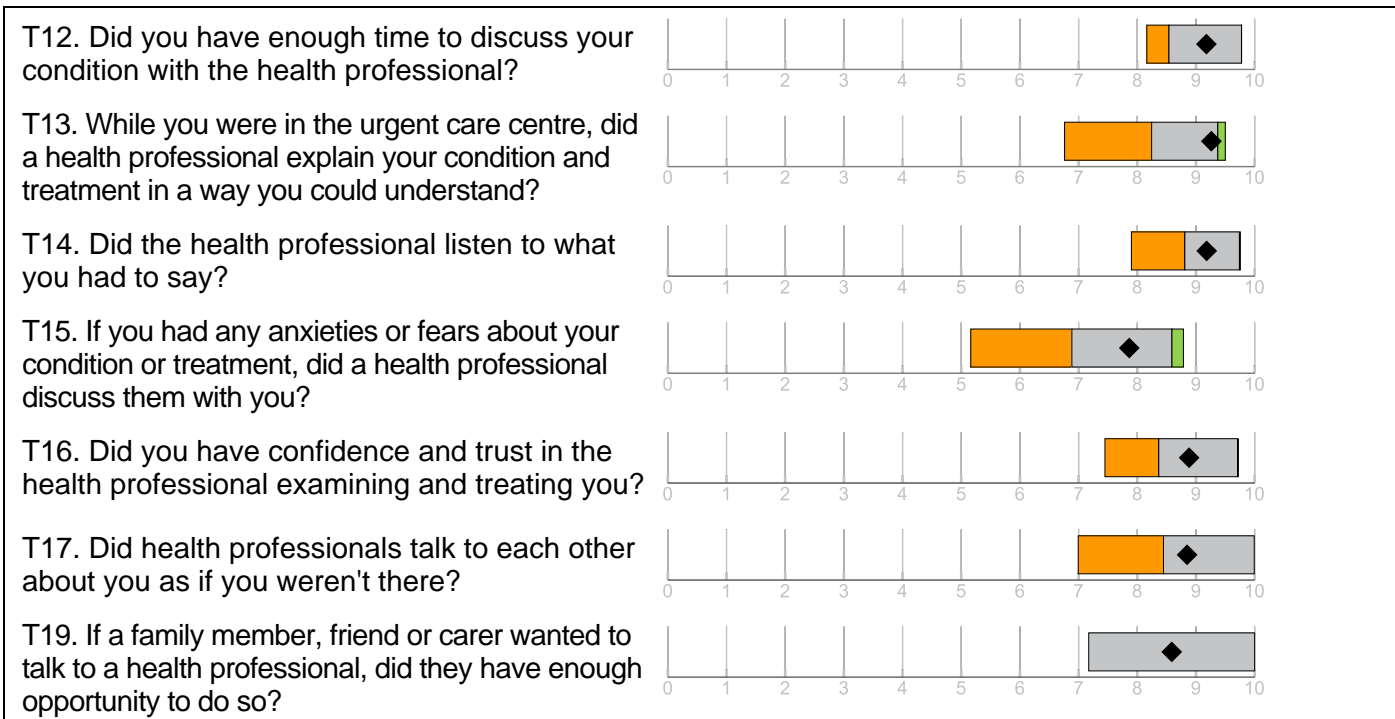 T12. Did you have enough time to discuss your
condition with the health professional?
0 1 2 3 4 5 6 7 8 9 10
T13. While you were in the urgent care centre, did
a health professional explain your condition and
treatment in a way you could understand?
0 1 2 3 4 5 6 7 8 9 10
T14. Did the health professional listen to what
you had to say?
0 1 2 3 4 5 6 7 8 9 10
T15. If you had any anxieties or fears about your
condition or treatment, did a health professional
discuss them with you?
0 1 2 3 4 5 6 7 8 9 10
T16. Did you have confidence and trust in the
health professional examining and treating you?
0 1 2 3 4 5 6 7 8 9 10
T17. Did health professionals talk to each other
about you as if you weren't there?
0 1 2 3 4 5 6 7 8 9 10
T19. If a family member, friend or carer wanted to
talk to a health professional, did they have enough
opportunity to do so?
0 1 2 3 4 5 6 7 8 9 10